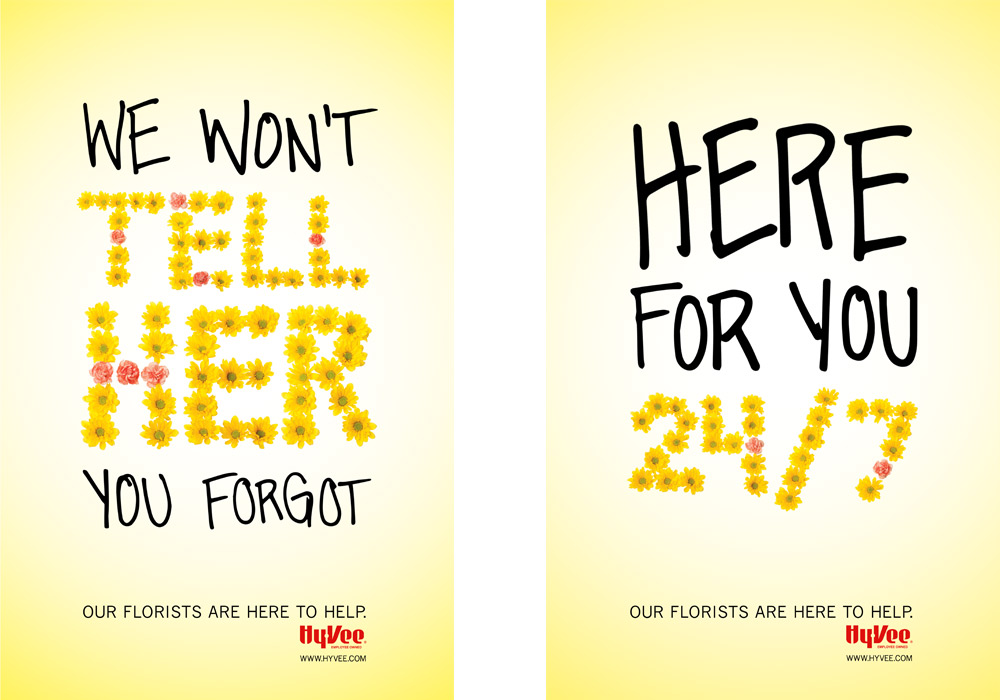 WE WON'T
TELL
HER
YOU FORGOT
OUR FLORISTS ARE HERE TO HELP.
HyVee
EMPLOYEE OWNED
WWW.HYVEE.COM
HERE
FOR YOU
24/7
OUR FLORISTS ARE HERE TO HELP.
HyVee
EMPLOYEE OWNED
WWW.HYVEE.COM